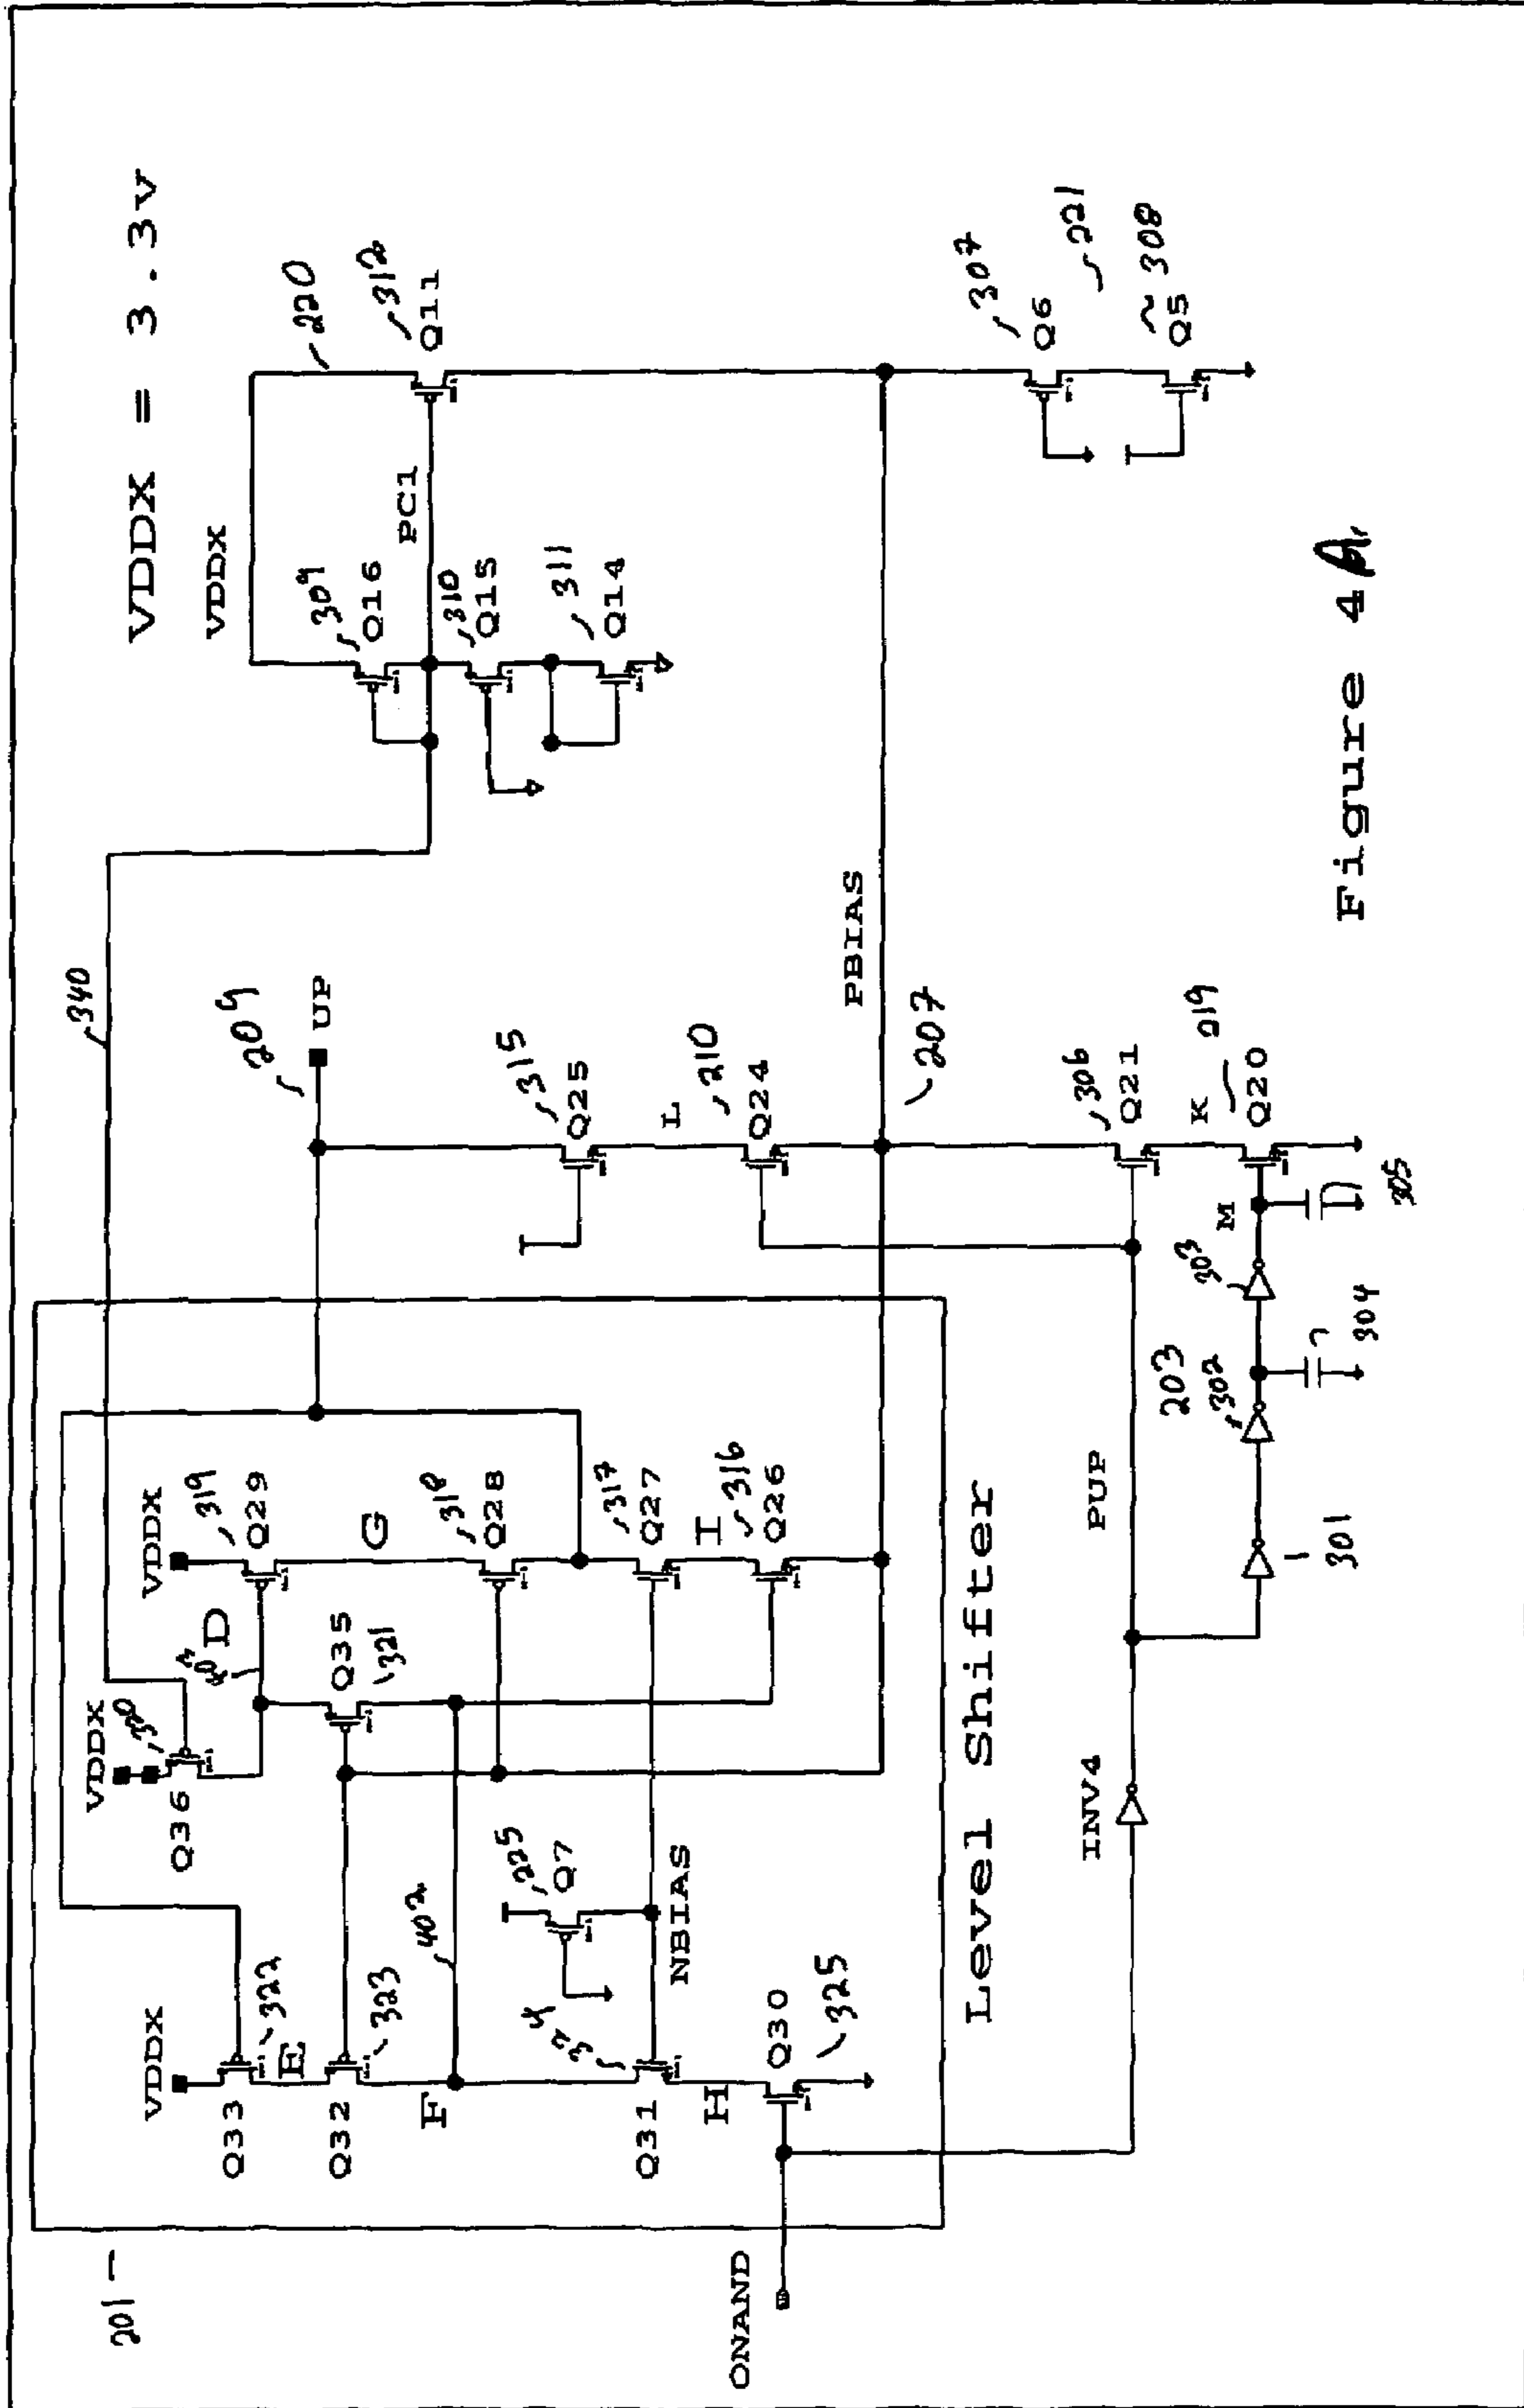 VDDX = 3.3v
201
340
VDDX
VDDX
VDDX
VDDX
320
Q36
D
319
Q29
209
UP
309
Q16
220
312
Q11
PC1
Q33
322
E
Q32
323
Q35
321
G
318
Q28
315
Q25
310
Q15
311
Q14
F
402
225
Q7
317
Q27
L
210
Q24
NBIAS
I
316
Q26
PBIAS
Q31
H
Q30
325
207
307
Q6
221
Q5
308
ONAND
Level Shifter
INV4
PUP
203
306
Q21
K
Q20
301
302
303
M
304
305
Figure 4A.